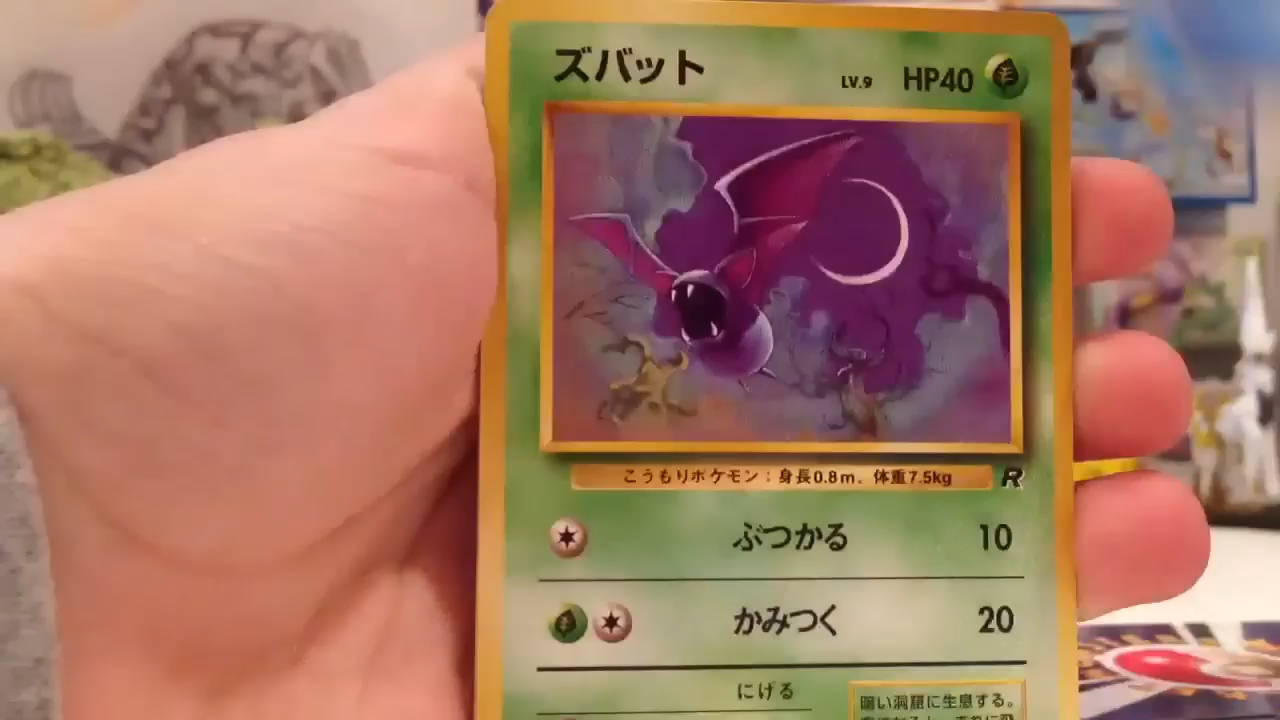 ズバット LV.9 HP40
こうもりポケモン：身長0.8m、体重7.5kg R
ぶつかる 10
かみつく 20
にげる
暗い洞窟に生息する。